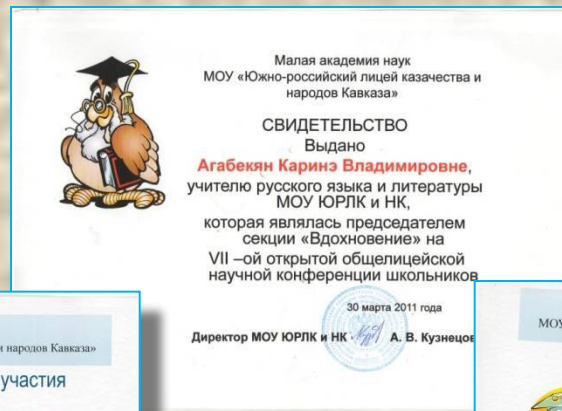 Малая академия наук
МОУ «Южно-российский лицей казачества и
народов Кавказа»
СВИДЕТЕЛЬСТВО
Выдано
Агабекян Каринэ Владимировне,
учителю русского языка и литературы
МОУ ЮРЛК и НК,
которая являлась председателем
секции «Вдохновение» на
VII –ой открытой общелицейской
научной конференции школьников
30 марта 2011 года
Директор МОУ ЮРЛК и НК А. В. Кузнецов
и народов Кавказа»
участия
МОУ